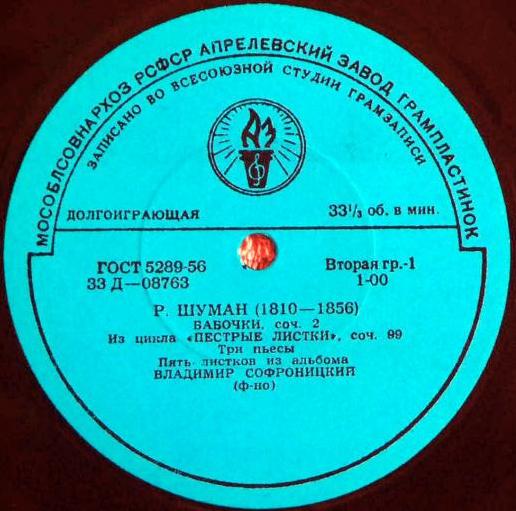 МОСОБЛСОВНАРХОЗ РСФСР АПРЕЛЕВСКИЙ ЗАВОД ГРАМПЛАСТИНОК
ЗАПИСАНО ВО ВСЕСОЮЗНОЙ СТУДИИ ГРАМЗАПИСИ
АЗ
ДОЛГОИГРАЮЩАЯ 33⅓ об. в мин.
ГОСТ 5289-56 Вторая гр.-1
33 Д—08763 1-00
Р. ШУМАН (1810—1856)
БАБОЧКИ, соч. 2
Из цикла «ПЕСТРЫЕ ЛИСТКИ», соч. 99
Три пьесы
Пять листков из альбома
ВЛАДИМИР СОФРОНИЦКИЙ
(ф-но)